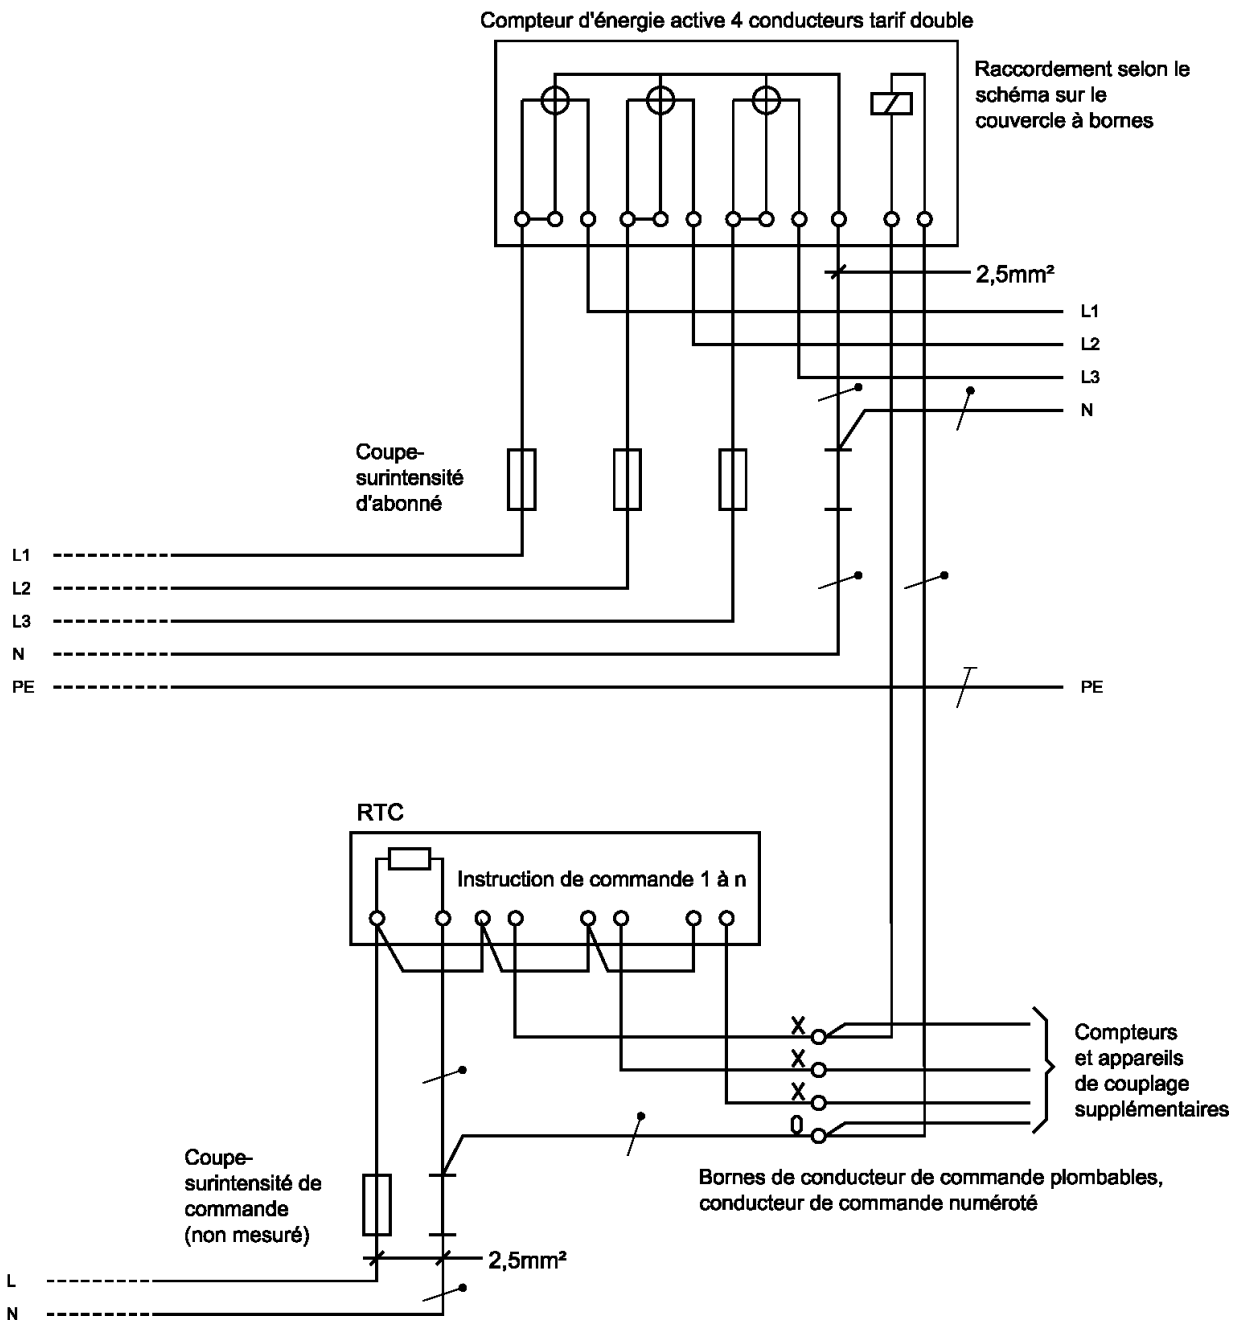 Compteur d'énergie active 4 conducteurs tarif double
Raccordement selon le
schéma sur le
couvercle à bornes
2,5mm²
L1
L2
L3
N
Coupe-
surintensité
d'abonné
L1
L2
L3
N
PE
PE
RTC
Instruction de commande 1 à n
X
X
X
0
Compteurs
et appareils
de couplage
supplémentaires
Coupe-
surintensité de
commande
(non mesuré)
Bornes de conducteur de commande plombables,
conducteur de commande numéroté
2,5mm²
L
N